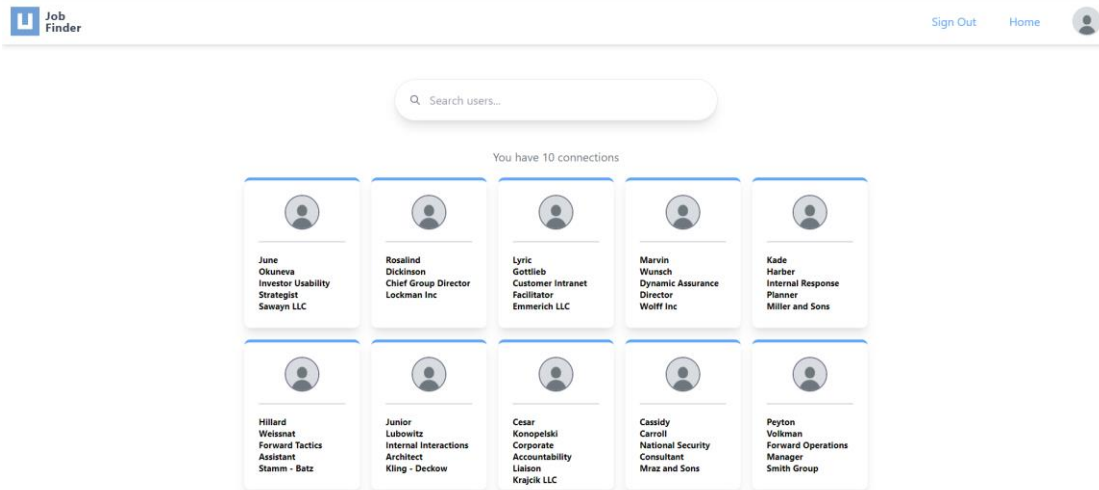 Job
Finder
Sign Out
Home
Search users...
You have 10 connections
June
Okuneva
Investor Usability
Strategist
Sawayn LLC
Rosalind
Dickinson
Chief Group Director
Lockman Inc
Lyric
Gottlieb
Customer Intranet
Facilitator
Emmerich LLC
Marvin
Wunsch
Dynamic Assurance
Director
Wolff Inc
Kade
Harber
Internal Response
Planner
Miller and Sons
Hillard
Weissnat
Forward Tactics
Assistant
Stamm - Batz
Junior
Lubowitz
Internal Interactions
Architect
Kling - Deckow
Cesar
Konopelski
Corporate
Accountability
Liaison
Krajcik LLC
Cassidy
Carroll
National Security
Consultant
Mraz and Sons
Peyton
Volkman
Forward Operations
Manager
Smith Group